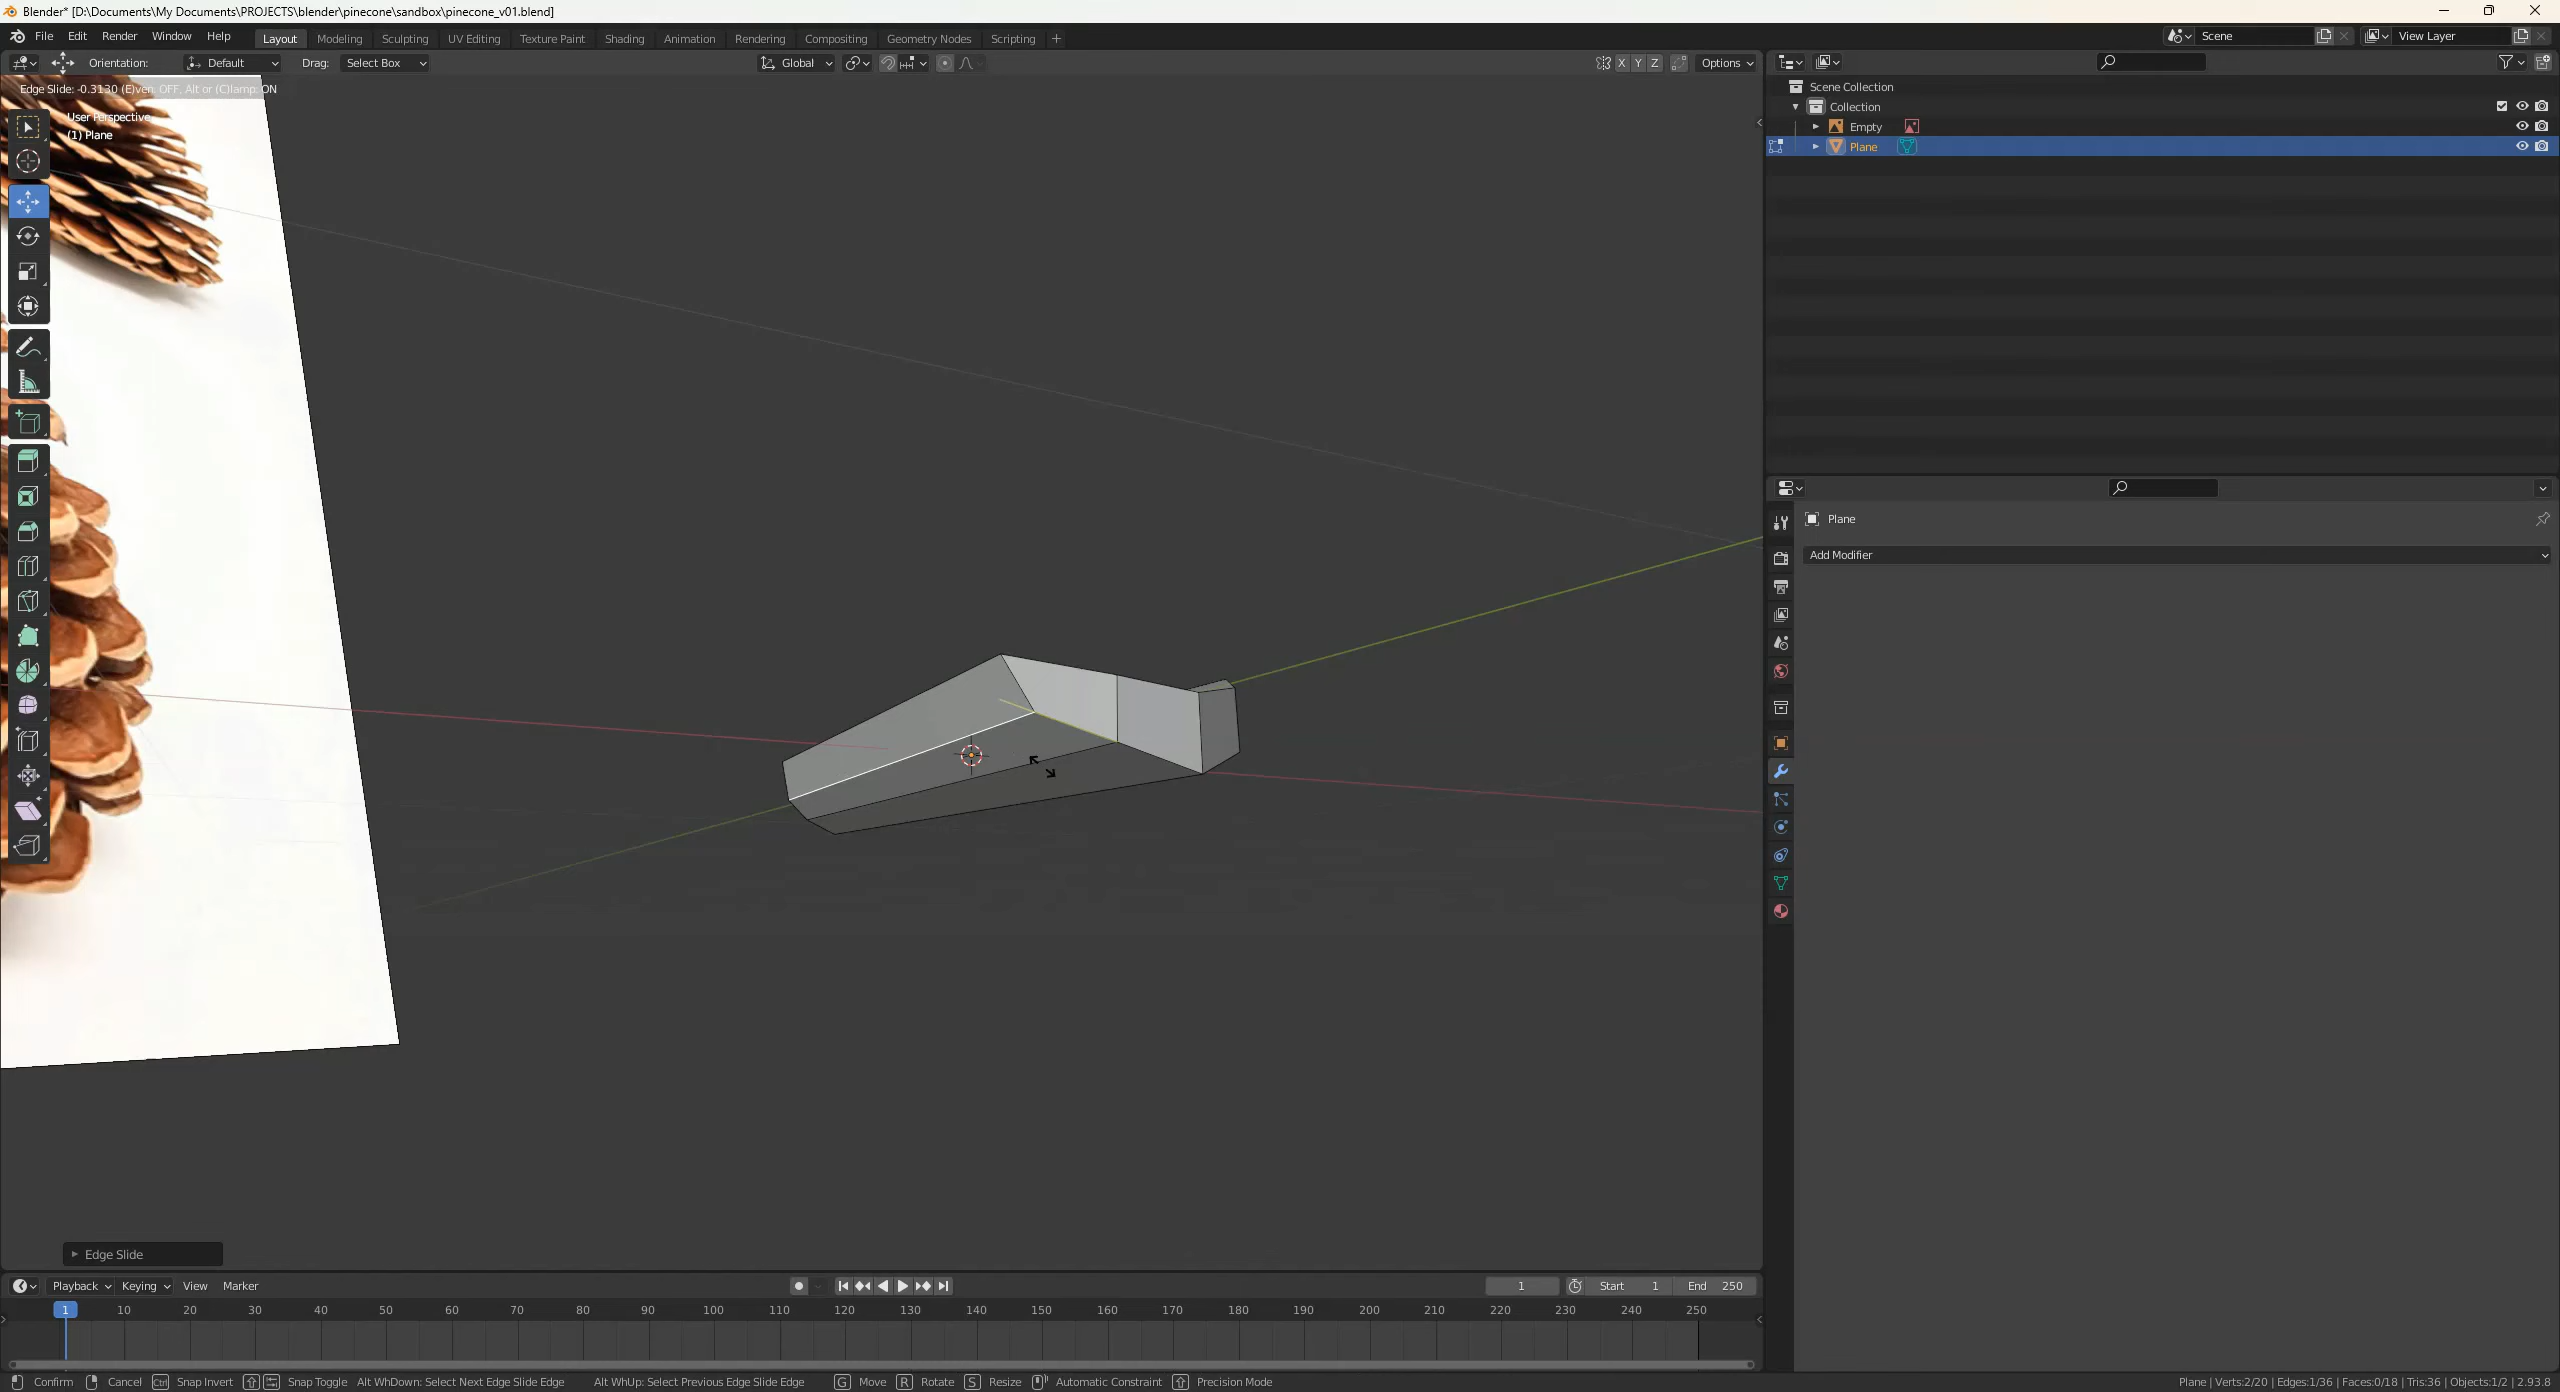 Blender* [D:\Documents\My Documents\PROJECTS\blender\pinecone\sandbox\pinecone_v01.blend]
File Edit Render Window Help Layout Modeling Sculpting UV Editing Texture Paint Shading Animation Rendering Compositing Geometry Nodes Scripting + Scene View Layer
Orientation: Default Drag: Select Box Global X Y Z Options
Edge Slide: -0.3130 (E)ven: OFF, Alt or (C)lamp: ON
User Perspective
(1) Plane
Scene Collection
Collection
Empty
Plane
Plane
Add Modifier
Edge Slide
Playback Keying View Marker 1 Start 1 End 250
1 10 20 30 40 50 60 70 80 90 100 110 120 130 140 150 160 170 180 190 200 210 220 230 240 250
Confirm Cancel Ctrl Snap Invert Snap Toggle Alt WhDown: Select Next Edge Slide Edge Alt WhUp: Select Previous Edge Slide Edge G Move R Rotate S Resize Automatic Constraint Precision Mode Plane | Verts:2/20 | Edges:1/36 | Faces:0/18 | Tris:36 | Objects:1/2 | 2.93.8